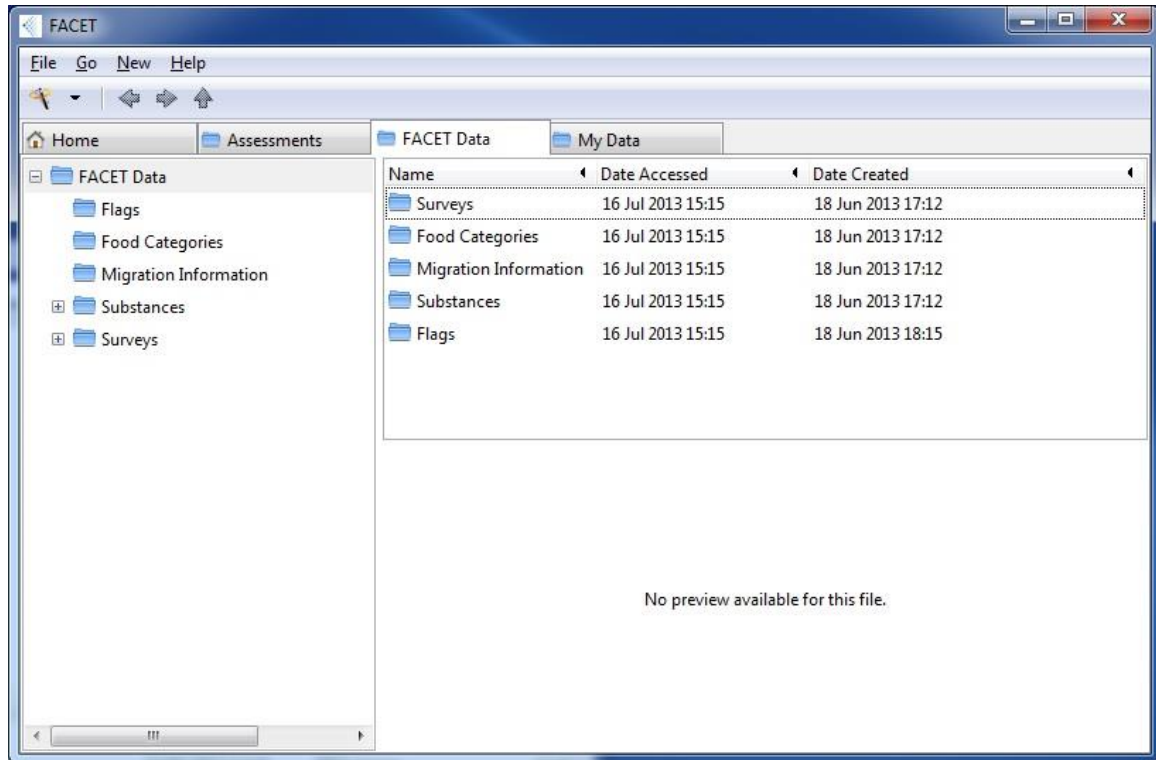 FACET
File Go New Help
Home Assessments FACET Data My Data
FACET Data
Flags
Food Categories
Migration Information
Substances
Surveys
Name Date Accessed Date Created
Surveys 16 Jul 2013 15:15 18 Jun 2013 17:12
Food Categories 16 Jul 2013 15:15 18 Jun 2013 17:12
Migration Information 16 Jul 2013 15:15 18 Jun 2013 17:12
Substances 16 Jul 2013 15:15 18 Jun 2013 17:12
Flags 16 Jul 2013 15:15 18 Jun 2013 18:15
No preview available for this file.